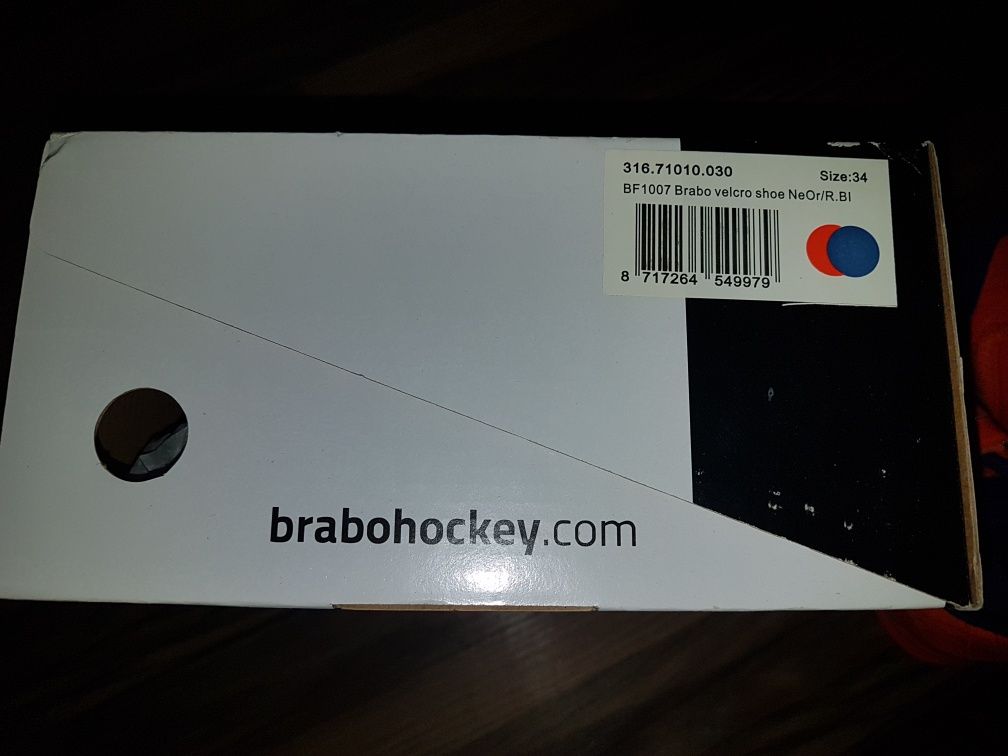 316.71010.030 Size:34
BF1007 Brabo velcro shoe NeOr/R.Bl
8 717264 549979
brabohockey.com